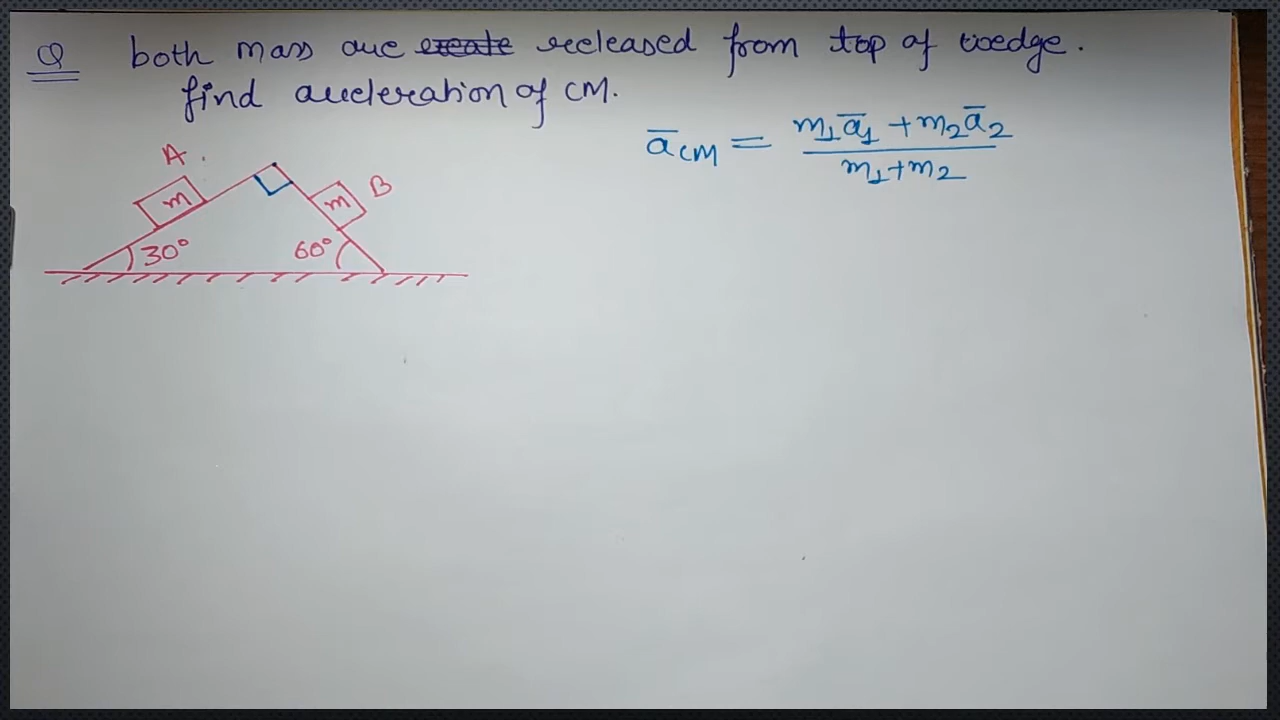 Q both mass are create released from top of wedge.
find acceleration of CM.
a̅CM = m1a̅1 + m2a̅2
m1+m2
A
m
m
B
30°
60°